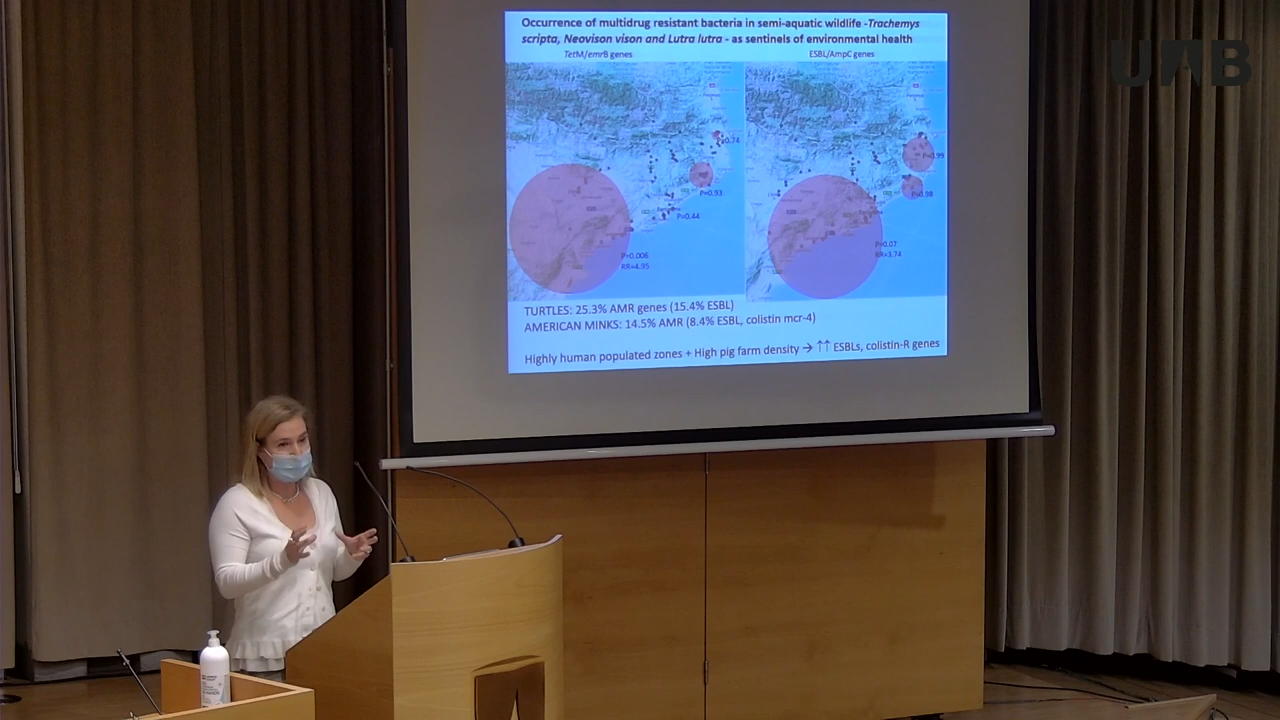 Occurrence of multidrug resistant bacteria in semi-aquatic wildlife -Trachemys
scripta, Neovison vison and Lutra lutra - as sentinels of environmental health
TetM/emrB genes
ESBL/AmpC genes
P=0.93
P=0.44
P=0.006
RR=4.95
P=0.99
P=0.98
P=0.07
RR=3.74
TURTLES: 25.3% AMR genes (15.4% ESBL)
AMERICAN MINKS: 14.5% AMR (8.4% ESBL, colistin mcr-4)
Highly human populated zones + High pig farm density → ↑↑ ESBLs, colistin-R genes
UAB